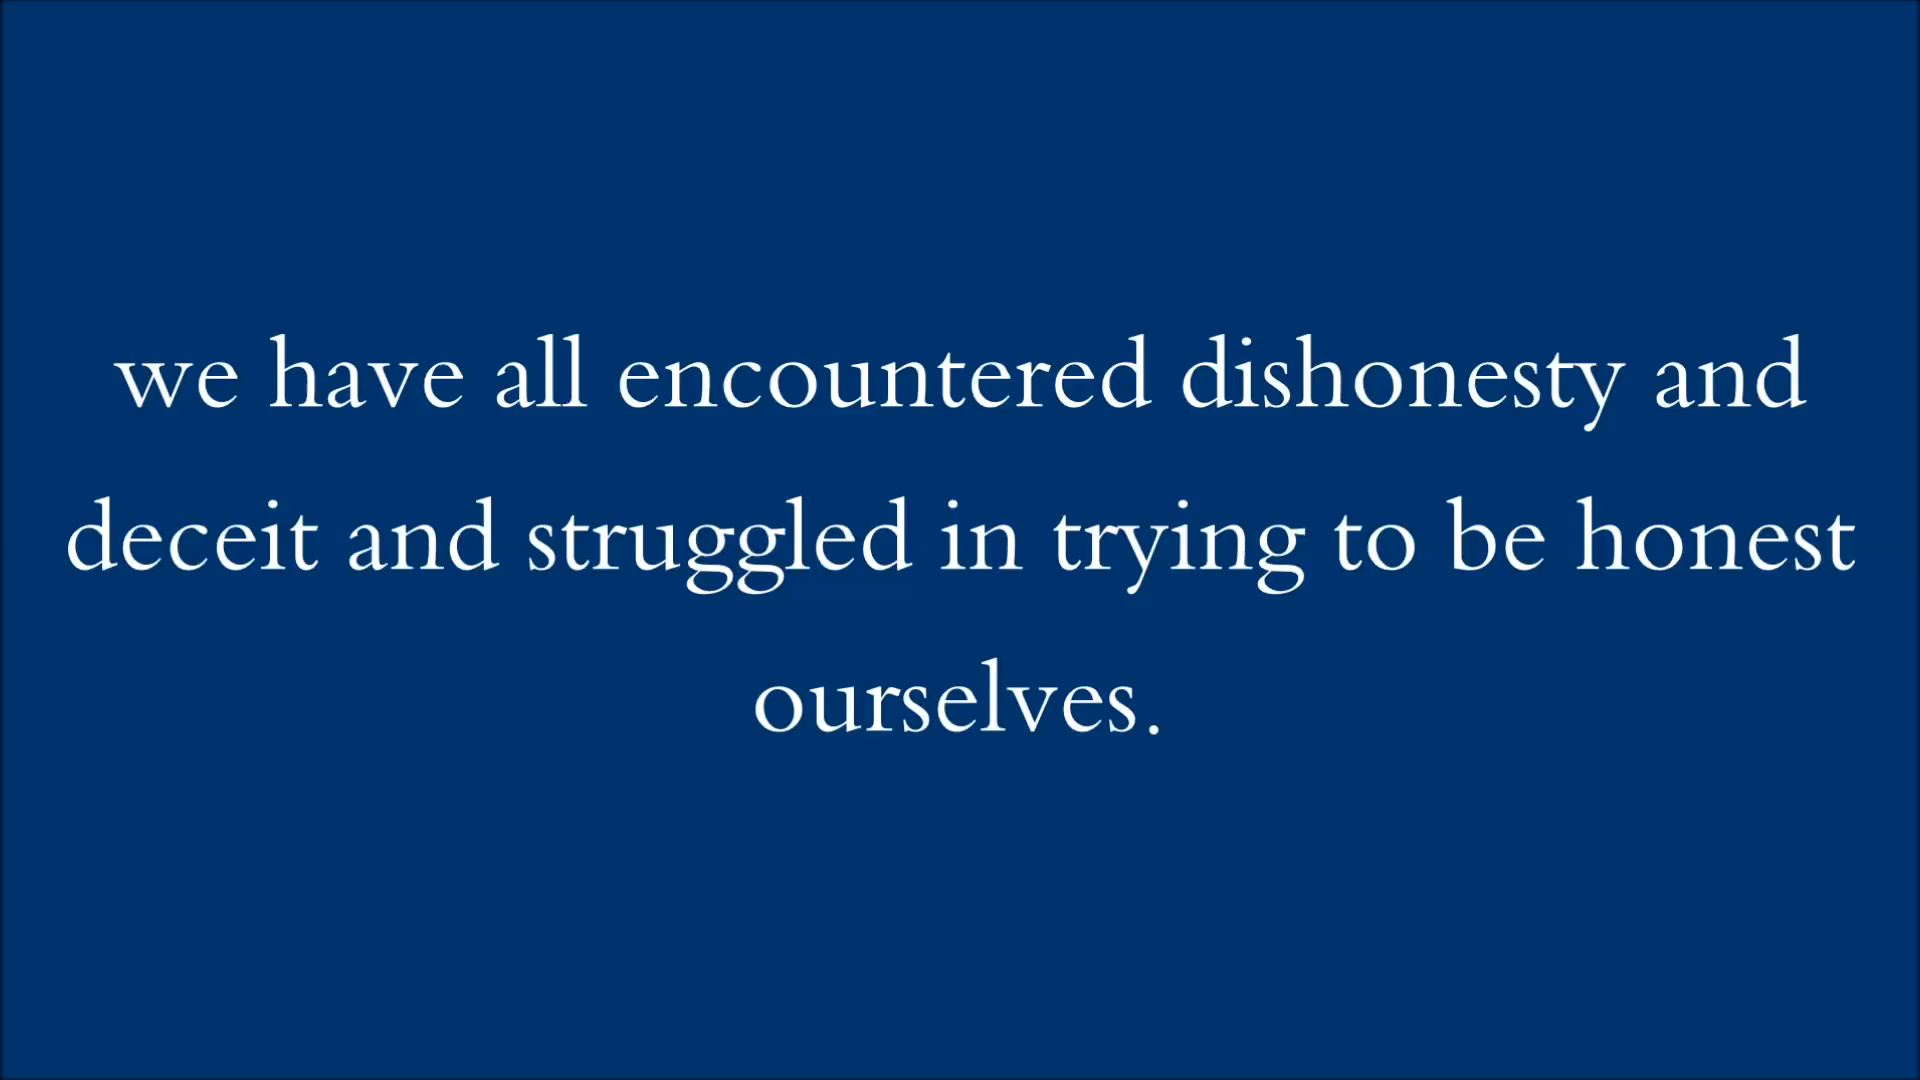 we have all encountered dishonesty and
deceit and struggled in trying to be honest
ourselves.